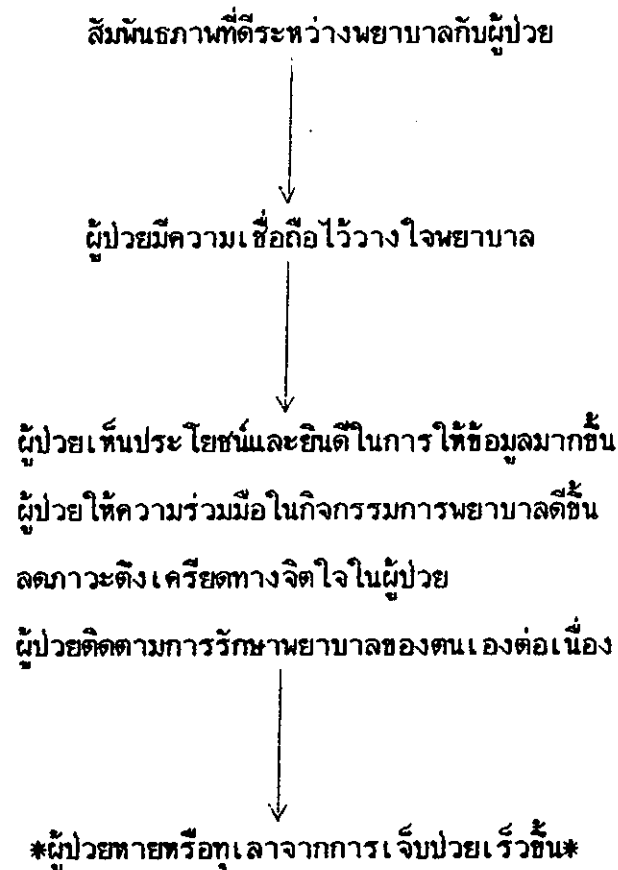 สัมพันธภาพที่ดีระหว่างพยาบาลกับผู้ป่วย
ผู้ป่วยมีความเชื่อถือไว้วางใจพยาบาล
ผู้ป่วยเห็นประโยชน์และยินดีในการให้ข้อมูลมากขึ้น
ผู้ป่วยให้ความร่วมมือในกิจกรรมการพยาบาลดีขึ้น
ลดภาวะตึงเครียดทางจิตใจในผู้ป่วย
ผู้ป่วยติดตามการรักษาพยาบาลของตนเองต่อเนื่อง
*ผู้ป่วยหายหรือทุเลาจากการเจ็บป่วยเร็วขึ้น*